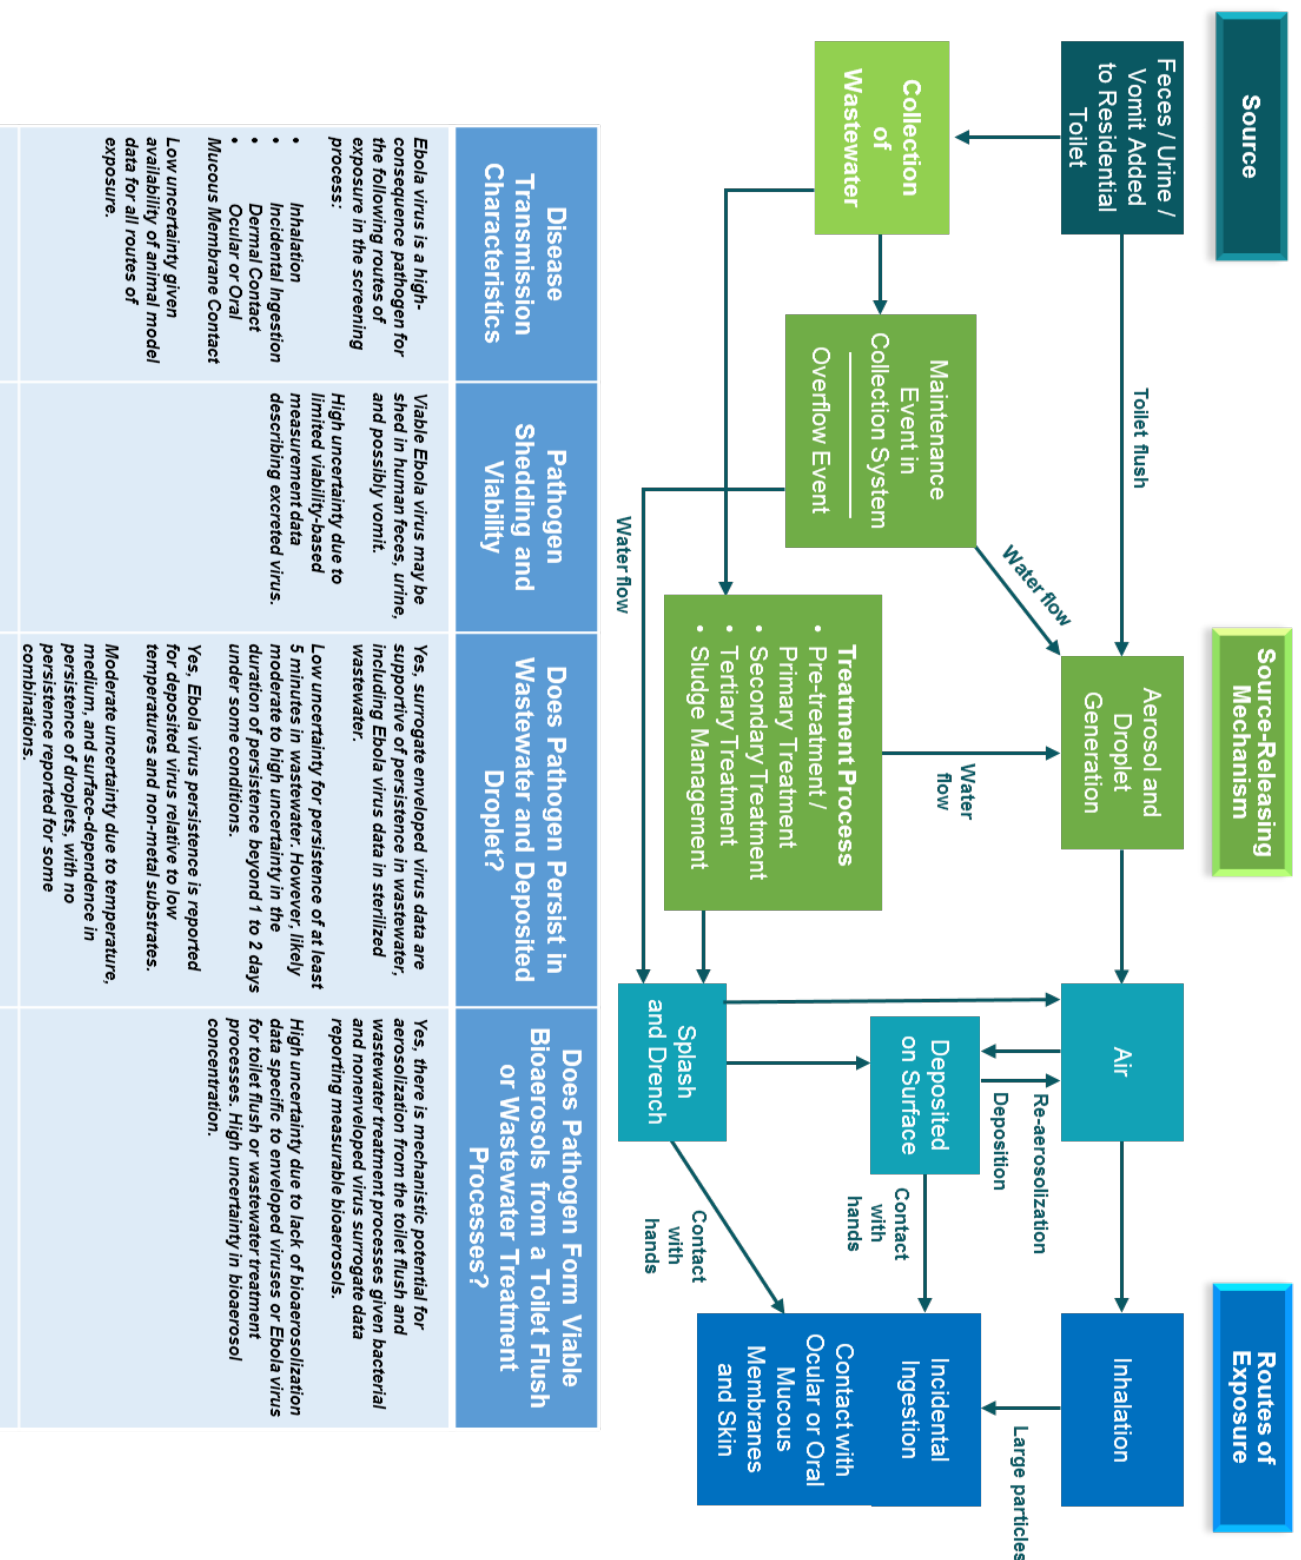 Source
Source-Releasing
Mechanism
Routes of
Exposure
Feces / Urine /
Vomit Added
to Residential
Toilet
Toilet flush
Aerosol and
Droplet
Generation
Air
Inhalation
Water flow
Water
flow
Re-aerosolization
Deposition
Large particles
Collection
of
Wastewater
Maintenance
Event in
Collection System
Overflow Event
Treatment Process
• Pre-treatment /
Primary Treatment
• Secondary Treatment
• Tertiary Treatment
• Sludge Management
Deposited
on Surface
Contact
with
hands
Incidental
Ingestion
Contact with
Ocular or Oral
Mucous
Membranes
and Skin
Splash
and Drench
Contact
with
hands
Water flow
Disease
Transmission
Characteristics
Pathogen
Shedding and
Viability
Does Pathogen Persist in
Wastewater and Deposited
Droplet?
Does Pathogen Form Viable
Bioaerosols from a Toilet Flush
or Wastewater Treatment
Processes?
Ebola virus is a high-
consequence pathogen for
the following routes of
exposure in the screening
process:
• Inhalation
• Incidental Ingestion
• Dermal Contact
• Ocular or Oral
Mucous Membrane Contact
Low uncertainty given
availability of animal model
data for all routes of
exposure.
Viable Ebola virus may be
shed in human feces, urine,
and possibly vomit.
High uncertainty due to
limited viability-based
measurement data
describing excreted virus.
Yes, surrogate enveloped virus data are
supportive of persistence in wastewater,
including Ebola virus data in sterilized
wastewater.
Low uncertainty for persistence of at least
5 minutes in wastewater. However, likely
moderate to high uncertainty in the
duration of persistence beyond 1 to 2 days
under some conditions.
Yes, Ebola virus persistence is reported
for deposited virus relative to low
temperatures and non-metal substrates.
Moderate uncertainty due to temperature,
medium, and surface-dependence in
persistence of droplets, with no
persistence reported for some
combinations.
Yes, there is mechanistic potential for
aerosolization from the toilet flush and
wastewater treatment processes given bacterial
and nonenveloped virus surrogate data
reporting measurable bioaerosols.
High uncertainty due to lack of bioaerosolization
data specific to enveloped viruses or Ebola virus
for toilet flush or wastewater treatment
processes. High uncertainty in bioaerosol
concentration.